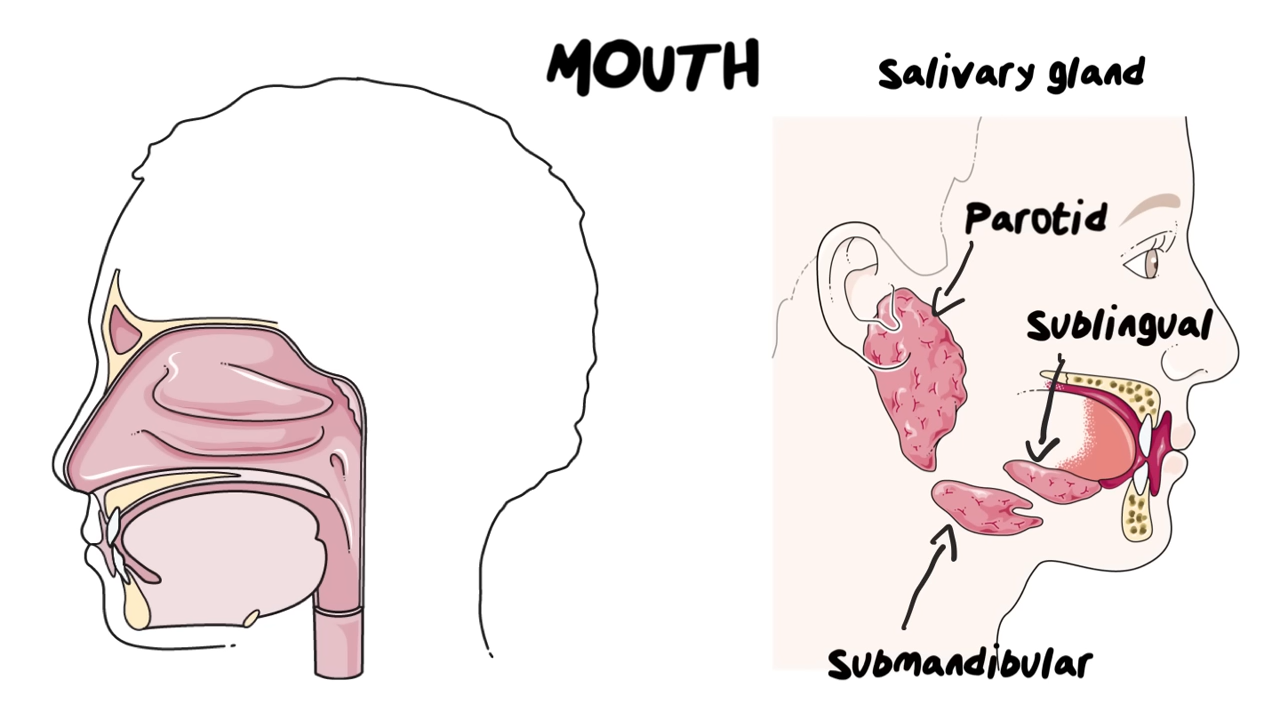 MOUTH
Salivary gland
Parotid
Sublingual
Submandibular